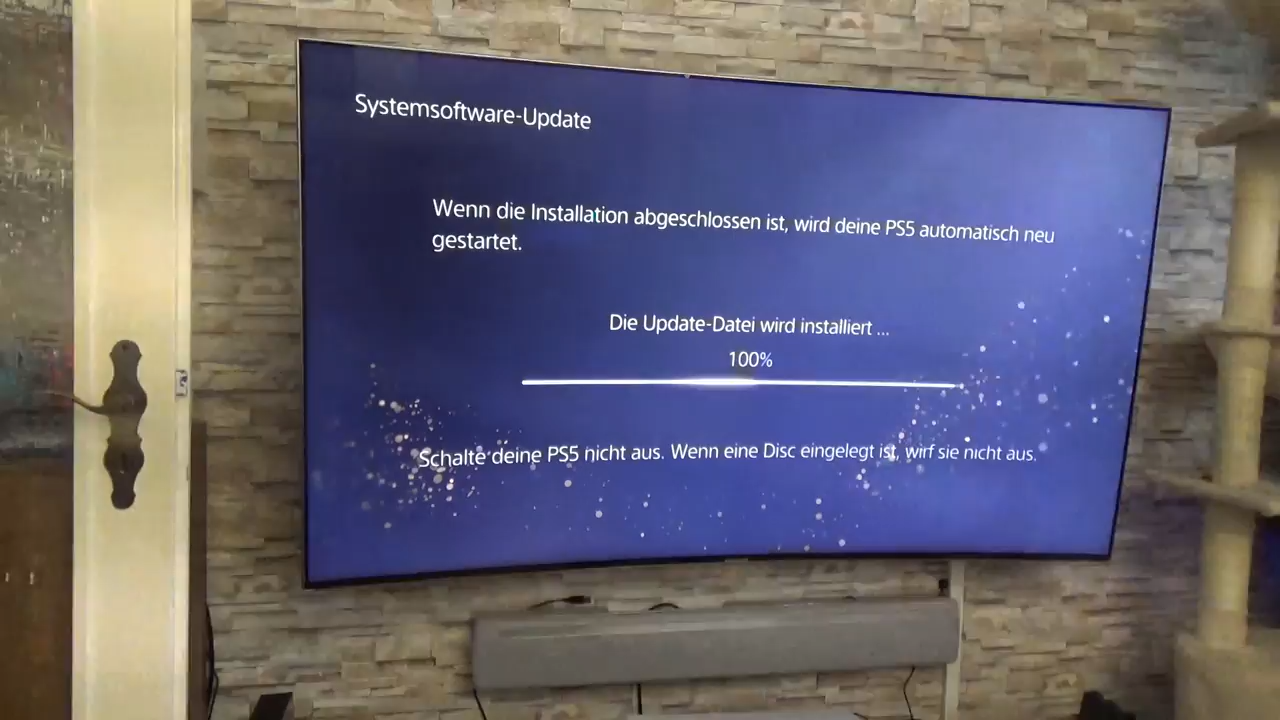 Systemsoftware-Update
Wenn die Installation abgeschlossen ist, wird deine PS5 automatisch neu
gestartet.
Die Update-Datei wird installiert ...
100%
Schalte deine PS5 nicht aus. Wenn eine Disc eingelegt ist, wirf sie nicht aus.